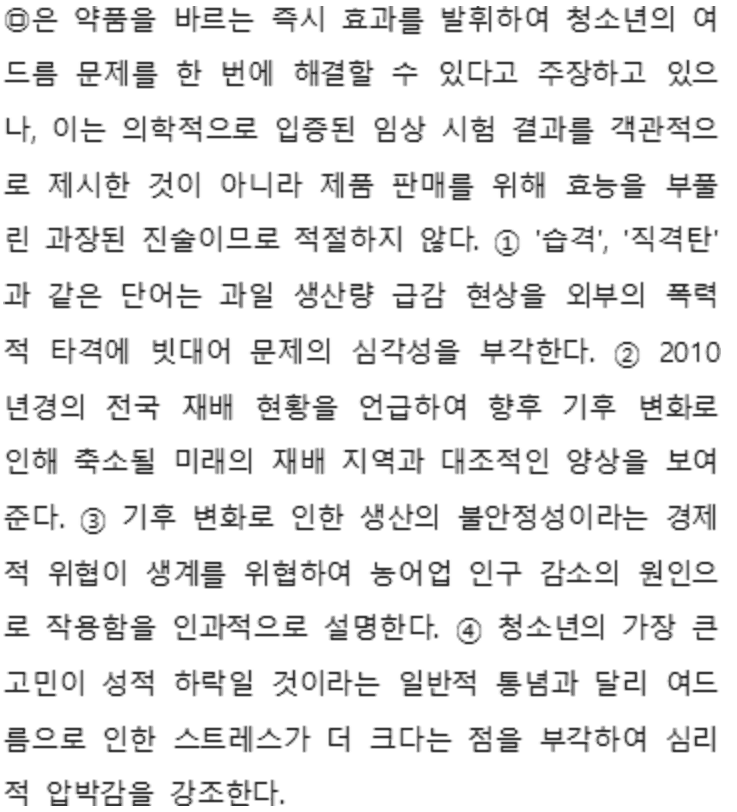 ㉤은 약품을 바르는 즉시 효과를 발휘하여 청소년의 여
드름 문제를 한 번에 해결할 수 있다고 주장하고 있으
나, 이는 의학적으로 입증된 임상 시험 결과를 객관적으
로 제시한 것이 아니라 제품 판매를 위해 효능을 부풀
린 과장된 진술이므로 적절하지 않다. ① '습격', '직격탄'
과 같은 단어는 과일 생산량 급감 현상을 외부의 폭력
적 타격에 빗대어 문제의 심각성을 부각한다. ② 2010
년경의 전국 재배 현황을 언급하여 향후 기후 변화로
인해 축소될 미래의 재배 지역과 대조적인 양상을 보여
준다. ③ 기후 변화로 인한 생산의 불안정성이라는 경제
적 위협이 생계를 위협하여 농어업 인구 감소의 원인으
로 작용함을 인과적으로 설명한다. ④ 청소년의 가장 큰
고민이 성적 하락일 것이라는 일반적 통념과 달리 여드
름으로 인한 스트레스가 더 크다는 점을 부각하여 심리
적 압박감을 강조한다.